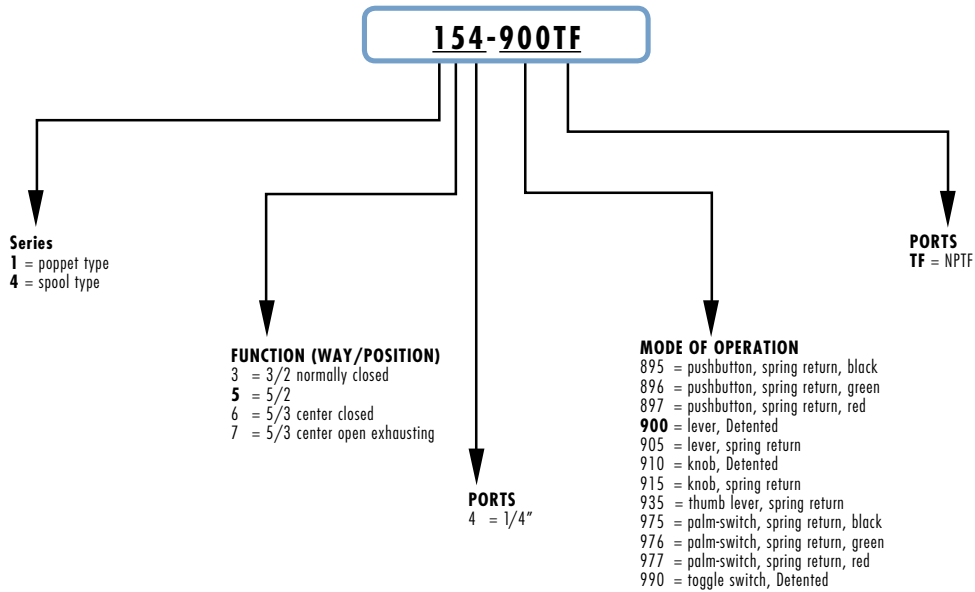 154-900TF
Series
1 = poppet type
4 = spool type
FUNCTION (WAY/POSITION)
3 = 3/2 normally closed
5 = 5/2
6 = 5/3 center closed
7 = 5/3 center open exhausting
PORTS
4 = 1/4”
MODE OF OPERATION
895 = pushbutton, spring return, black
896 = pushbutton, spring return, green
897 = pushbutton, spring return, red
900 = lever, Detented
905 = lever, spring return
910 = knob, Detented
915 = knob, spring return
935 = thumb lever, spring return
975 = palm-switch, spring return, black
976 = palm-switch, spring return, green
977 = palm-switch, spring return, red
990 = toggle switch, Detented
PORTS
TF = NPTF